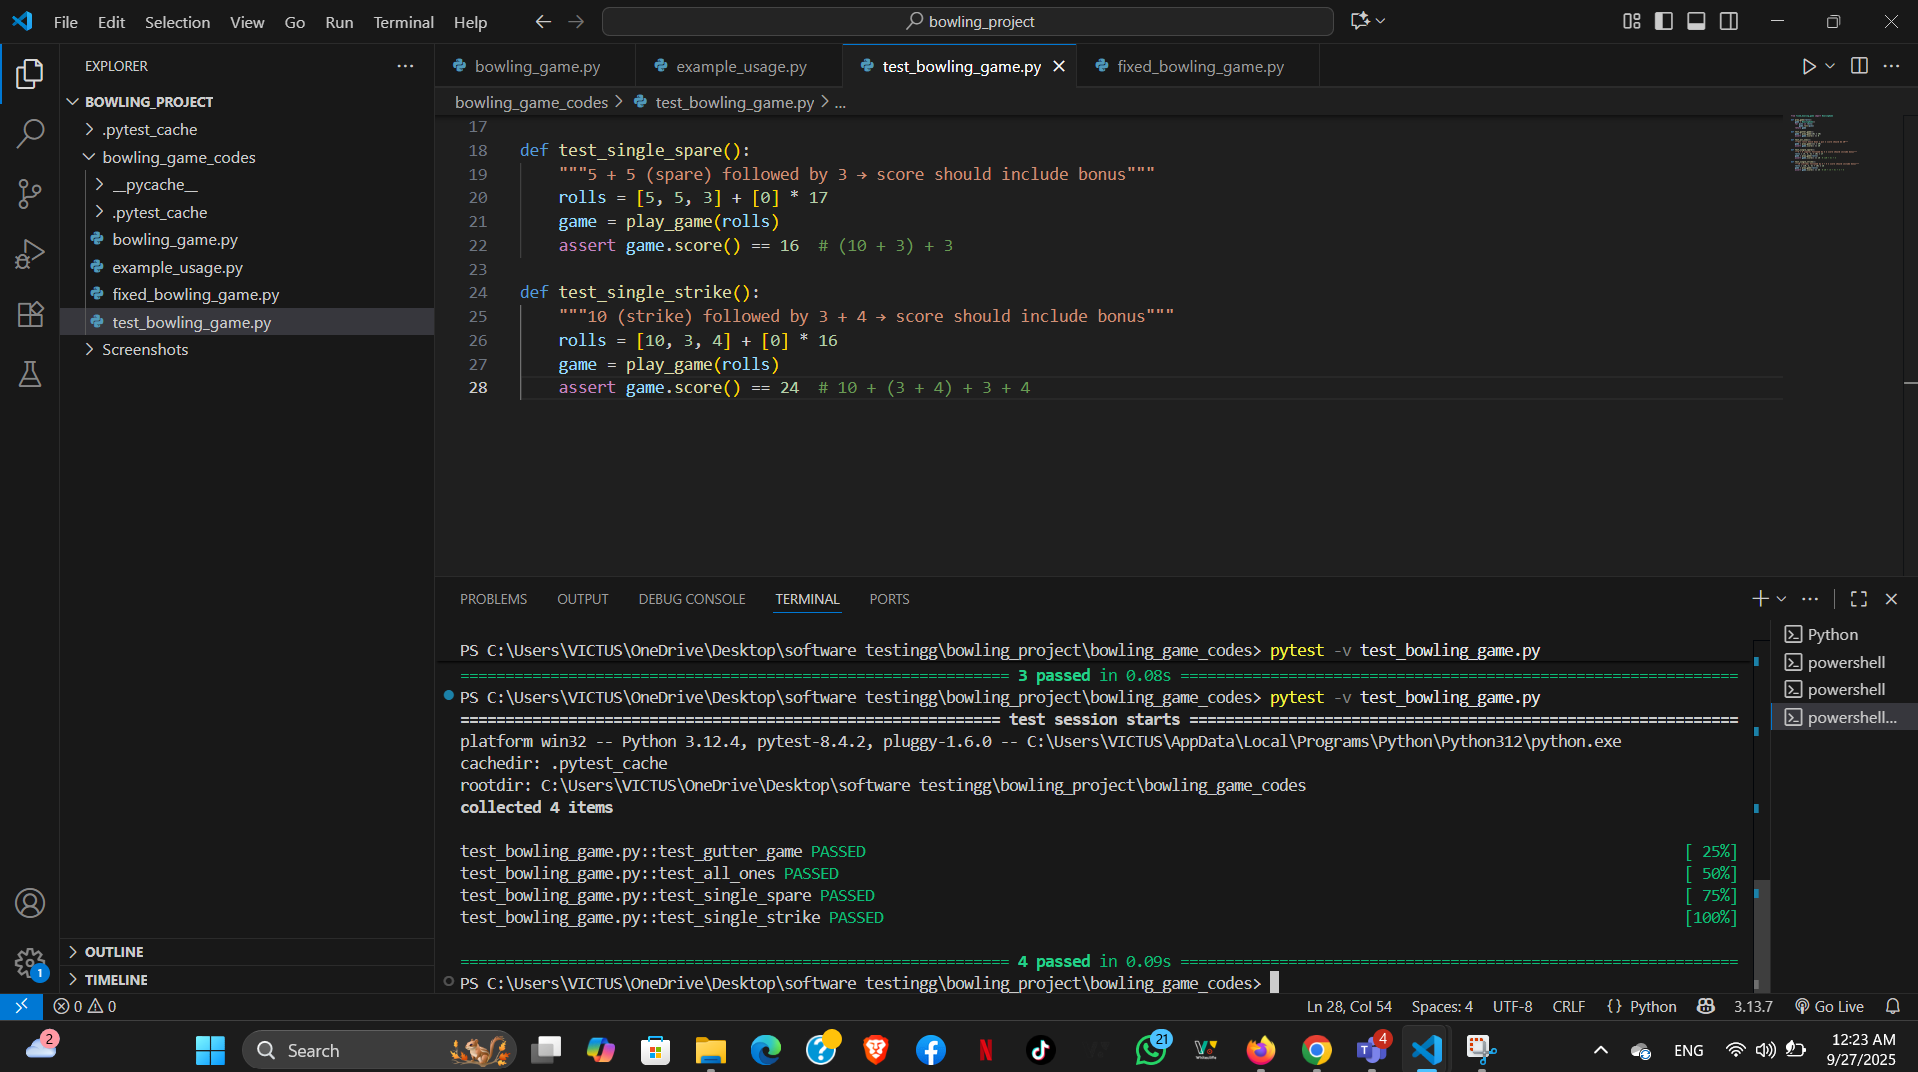 File Edit Selection View Go Run Terminal Help
bowling_project
EXPLORER
BOWLING_PROJECT
.pytest_cache
bowling_game_codes
__pycache__
.pytest_cache
bowling_game.py
example_usage.py
fixed_bowling_game.py
test_bowling_game.py
Screenshots
OUTLINE
TIMELINE
bowling_game.py example_usage.py test_bowling_game.py fixed_bowling_game.py
bowling_game_codes > test_bowling_game.py > ...
17
18 def test_single_spare():
19 """5 + 5 (spare) followed by 3 → score should include bonus"""
20 rolls = [5, 5, 3] + [0] * 17
21 game = play_game(rolls)
22 assert game.score() == 16 # (10 + 3) + 3
23
24 def test_single_strike():
25 """10 (strike) followed by 3 + 4 → score should include bonus"""
26 rolls = [10, 3, 4] + [0] * 16
27 game = play_game(rolls)
28 assert game.score() == 24 # 10 + (3 + 4) + 3 + 4
PROBLEMS OUTPUT DEBUG CONSOLE TERMINAL PORTS
PS C:\Users\VICTUS\OneDrive\Desktop\software testingg\bowling_project\bowling_game_codes> pytest -v test_bowling_game.py
============================================================= 3 passed in 0.08s ==============================================================
PS C:\Users\VICTUS\OneDrive\Desktop\software testingg\bowling_project\bowling_game_codes> pytest -v test_bowling_game.py
============================================================ test session starts =============================================================
platform win32 -- Python 3.12.4, pytest-8.4.2, pluggy-1.6.0 -- C:\Users\VICTUS\AppData\Local\Programs\Python\Python312\python.exe
cachedir: .pytest_cache
rootdir: C:\Users\VICTUS\OneDrive\Desktop\software testingg\bowling_project\bowling_game_codes
collected 4 items
test_bowling_game.py::test_gutter_game PASSED [ 25%]
test_bowling_game.py::test_all_ones PASSED [ 50%]
test_bowling_game.py::test_single_spare PASSED [ 75%]
test_bowling_game.py::test_single_strike PASSED [100%]
============================================================= 4 passed in 0.09s ==============================================================
PS C:\Users\VICTUS\OneDrive\Desktop\software testingg\bowling_project\bowling_game_codes>
Python
powershell
powershell
powershell...
1
0 0
Ln 28, Col 54 Spaces: 4 UTF-8 CRLF {} Python 3.13.7 Go Live
2
Search
21
4
ENG
12:23 AM
9/27/2025